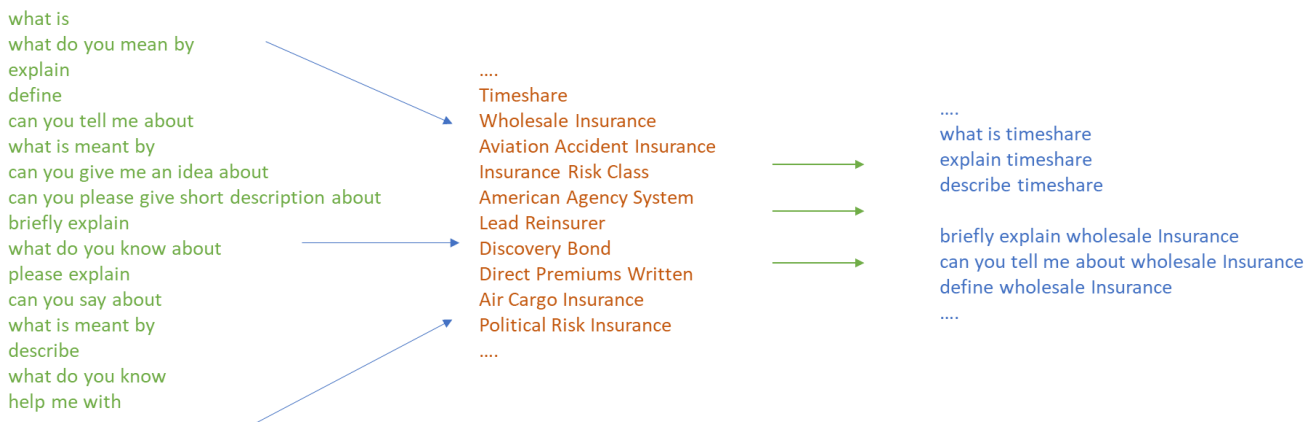 what is
what do you mean by
explain
define
can you tell me about
what is meant by
can you give me an idea about
can you please give short description about
briefly explain
what do you know about
please explain
can you say about
what is meant by
describe
what do you know
help me with
....
Timeshare
Wholesale Insurance
Aviation Accident Insurance
Insurance Risk Class
American Agency System
Lead Reinsurer
Discovery Bond
Direct Premiums Written
Air Cargo Insurance
Political Risk Insurance
....
....
what is timeshare
explain timeshare
describe timeshare
briefly explain wholesale Insurance
can you tell me about wholesale Insurance
define wholesale Insurance
....